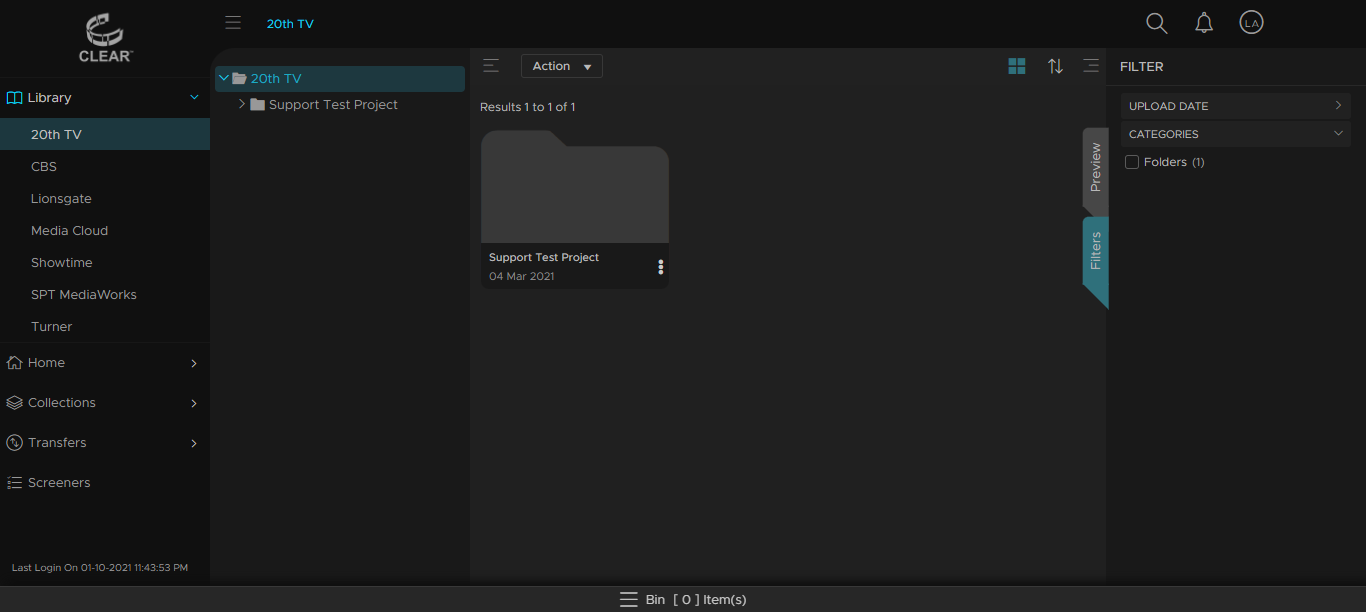 CLEAR
20th TV
LA
Library
20th TV
CBS
Lionsgate
Media Cloud
Showtime
SPT MediaWorks
Turner
Home
Collections
Transfers
Screeners
Last Login On 01-10-2021 11:43:53 PM
20th TV
Support Test Project
Action
Results 1 to 1 of 1
Support Test Project
04 Mar 2021
Preview
Filters
FILTER
UPLOAD DATE
CATEGORIES
Folders (1)
Bin [ 0 ] Item(s)